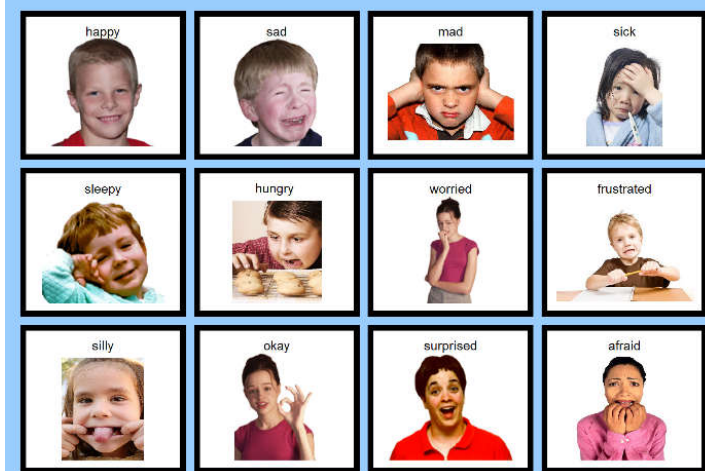 happy
sad
mad
sick
sleepy
hungry
worried
frustrated
silly
okay
surprised
afraid